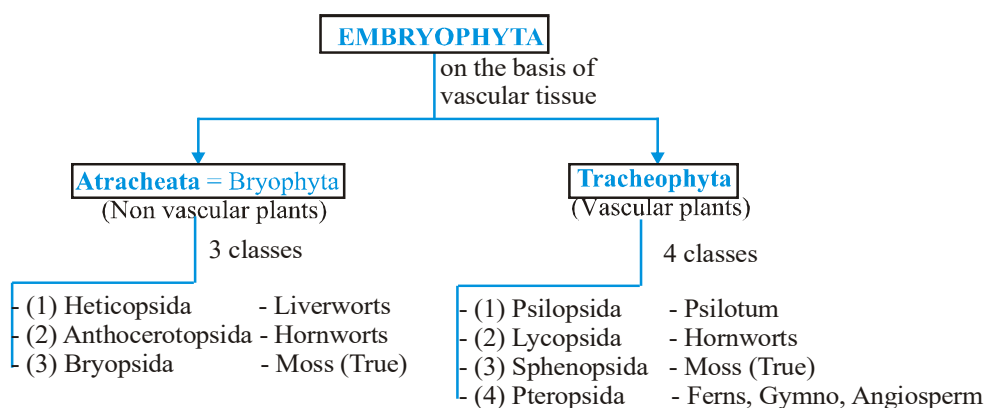 EMBRYOPHYTA
on the basis of
vascular tissue
Atracheata = Bryophyta
(Non vascular plants)
3 classes
- (1) Heticopsida - Liverworts
- (2) Anthocerotopsida - Hornworts
- (3) Bryopsida - Moss (True)
Tracheophyta
(Vascular plants)
4 classes
- (1) Psilopsida - Psilotum
- (2) Lycopsida - Hornworts
- (3) Sphenopsida - Moss (True)
- (4) Pteropsida - Ferns, Gymno, Angiosperm